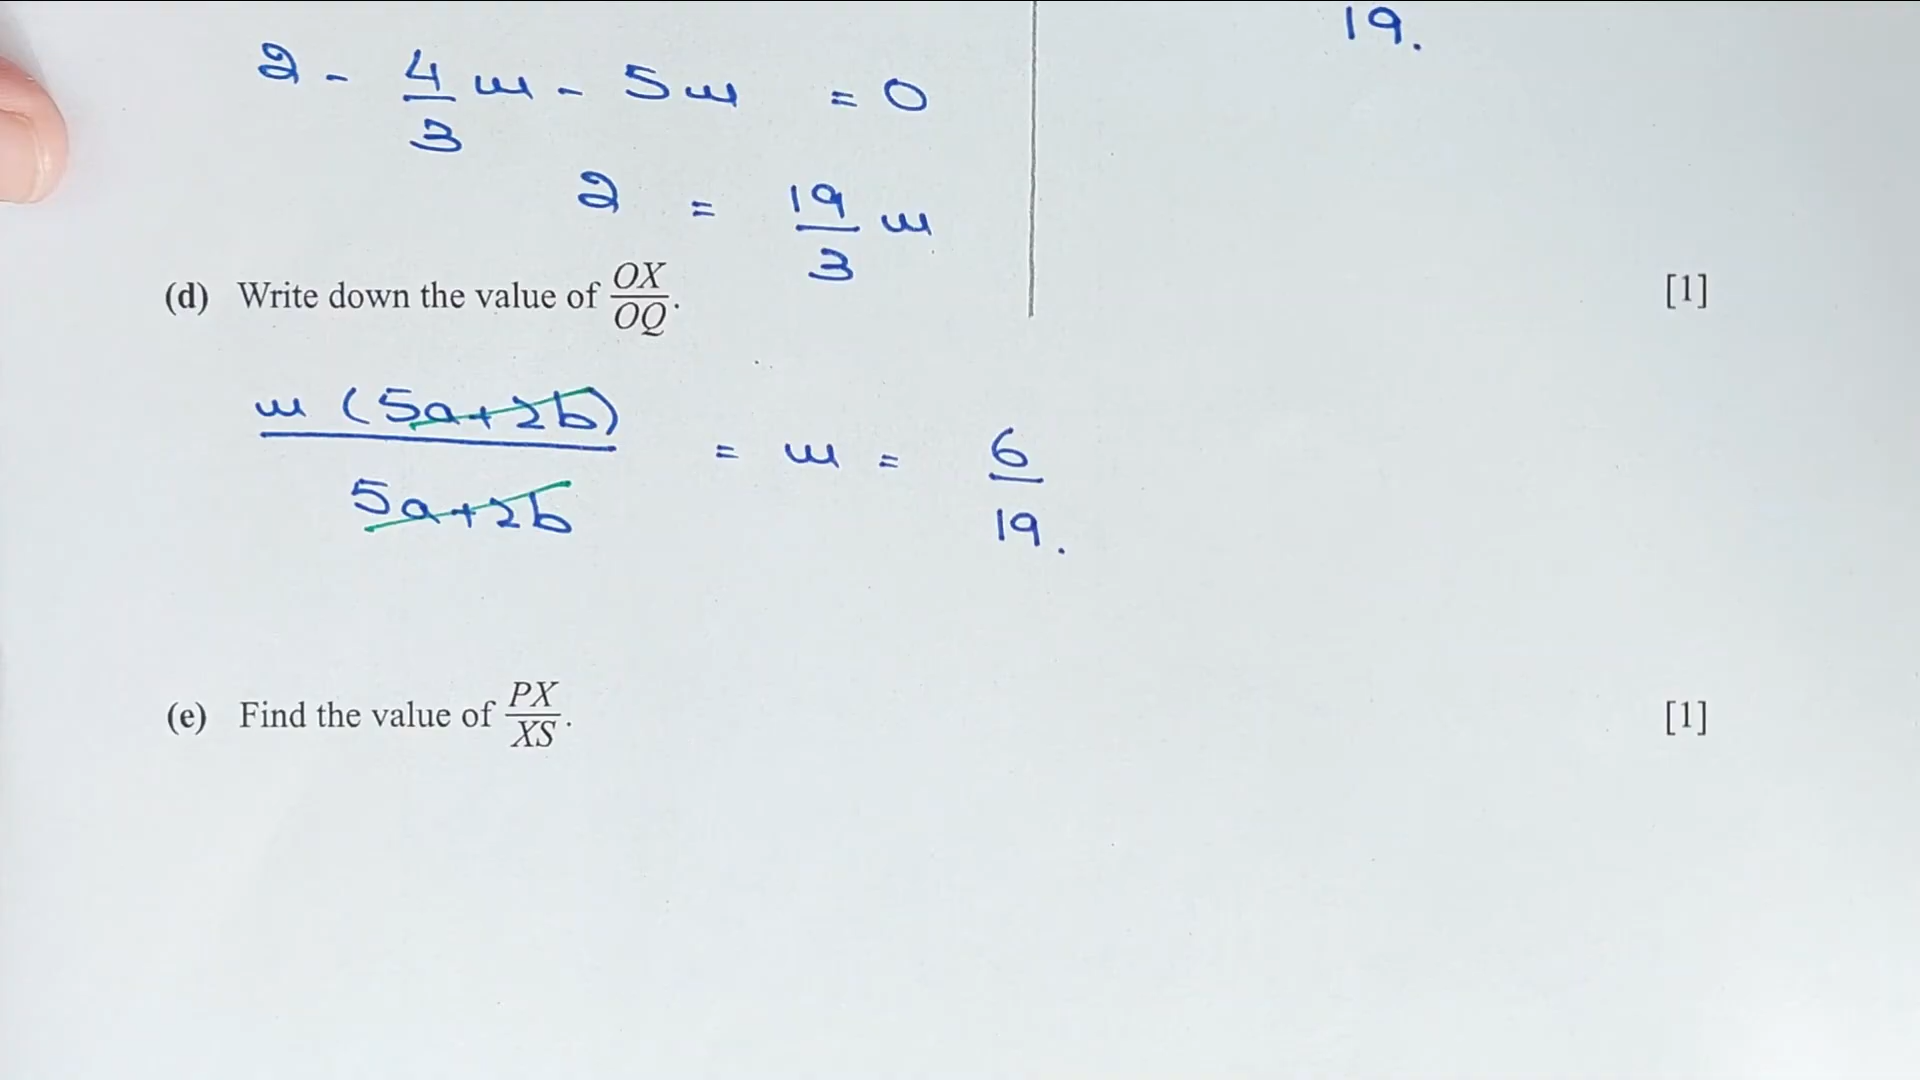 19.
2 - 4/3 m - 5m = 0
2 = 19/3 m
(d) Write down the value of OX/OQ. [1]
m (5a+2b) / 5a+2b = m = 6/19.
(e) Find the value of PX/XS. [1]